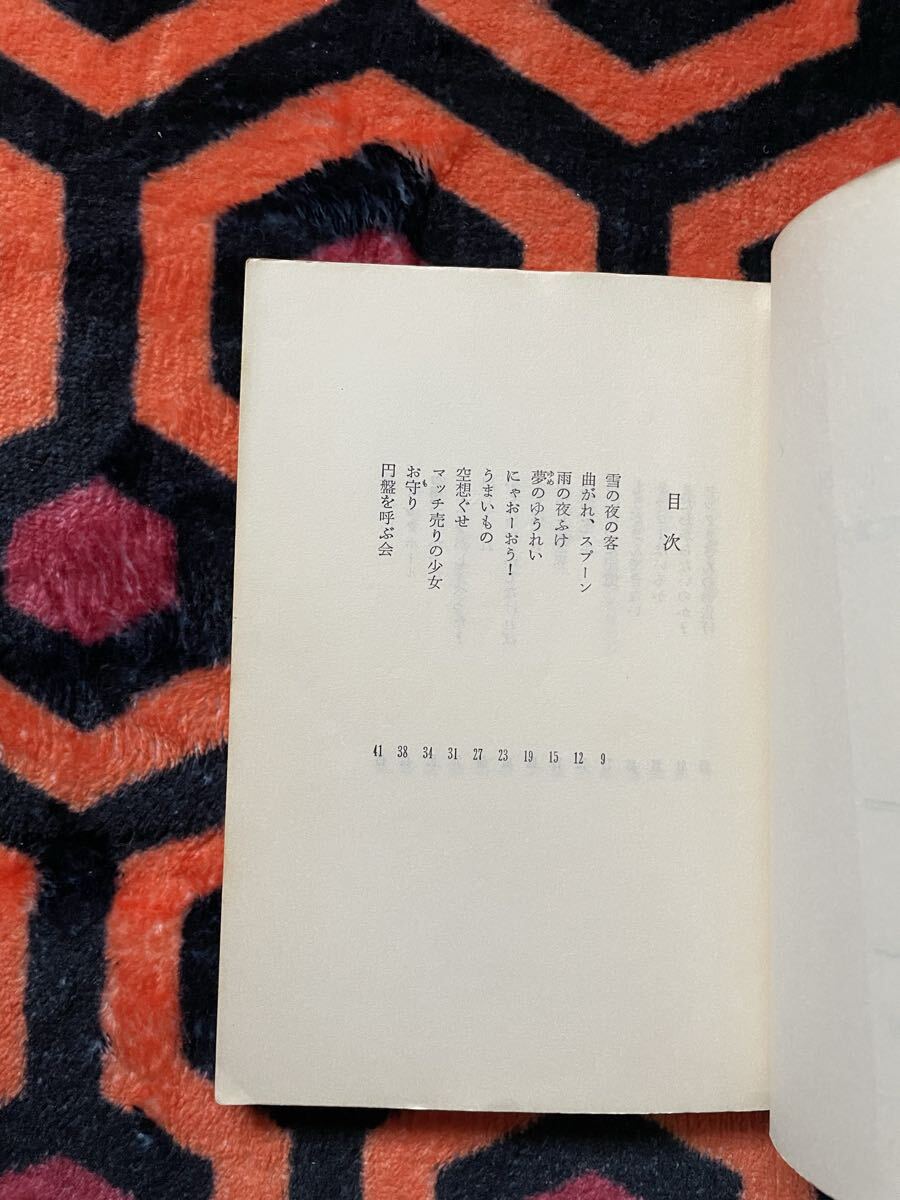 目次
雪の夜の客 9
曲がれ、スプーン 12
雨の夜ふけ 15
夢のゆうれい 19
にゃおーおう! 23
うまいもの 27
空想ぐせ 31
マッチ売りの少女 34
お守り 38
円盤を呼ぶ会 41